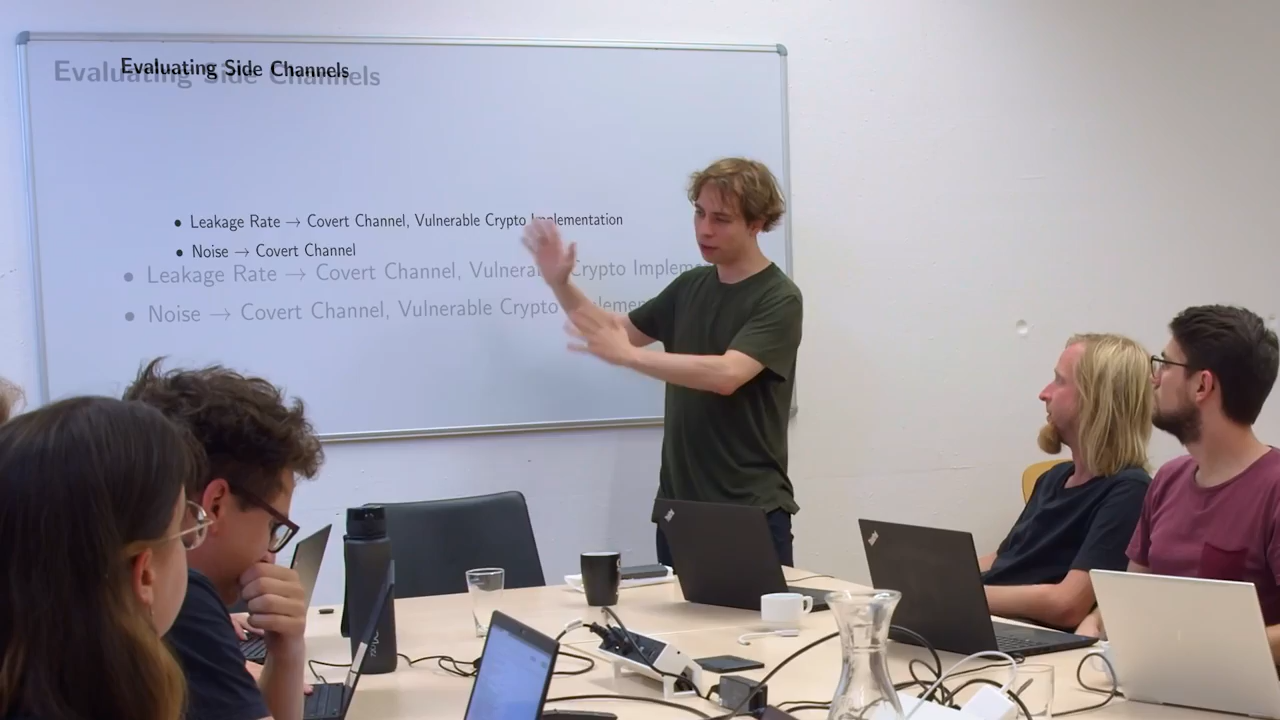 Evaluating Side Channels
Evaluating Side Channels
• Leakage Rate → Covert Channel, Vulnerable Crypto Implementation
• Noise → Covert Channel
• Leakage Rate → Covert Channel, Crypto
• Noise → Covert Channel, Vulnerable Crypto